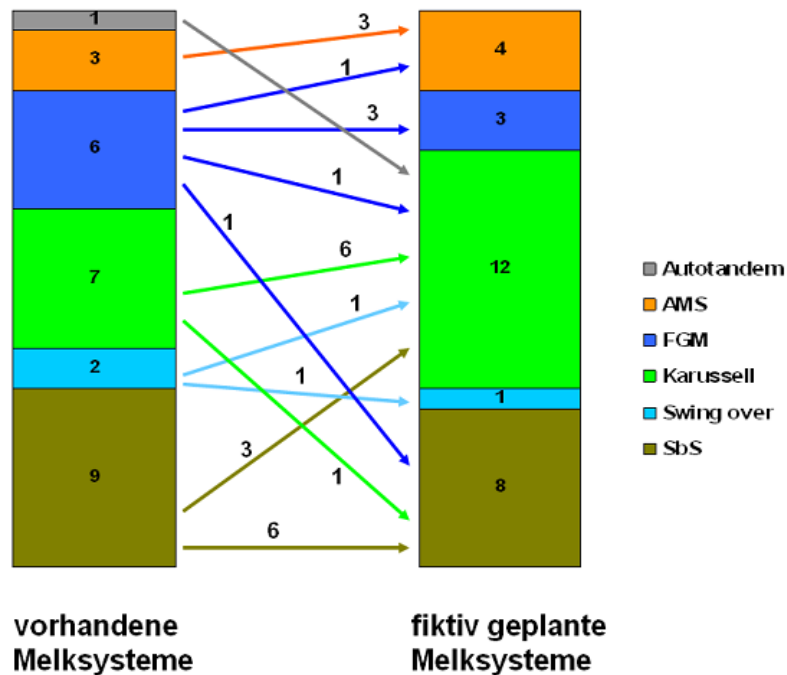 1
3
6
7
2
9
3
1
3
1
1
6
1
1
3
1
6
4
3
12
1
8
Autotandem
AMS
FGM
Karussell
Swing over
SbS
vorhandene
Melksysteme
fiktiv geplante
Melksysteme